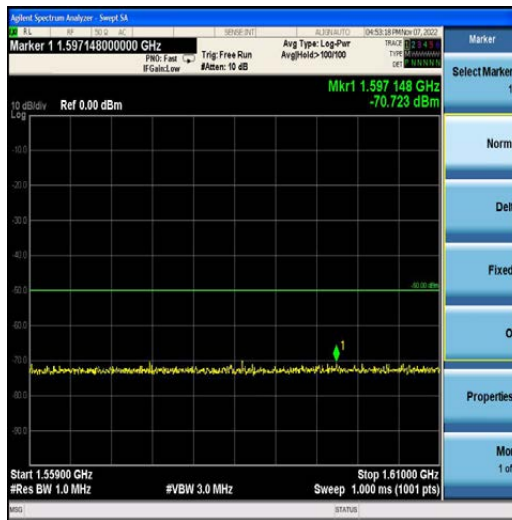 Agilent Spectrum Analyzer - Swept SA
RL RF 50 Ω AC SENSE:INT ALIGNAUTO 04:53:18 PM Nov 07, 2022
Marker 1 1.597148000000 GHz
PNO: Fast
IFGain:Low
Trig: Free Run
#Atten: 10 dB
Avg Type: Log-Pwr
Avg|Hold:>100/100
TRACE 1 2 3 4 5 6
TYPE
DET P N N N N N
Mkr1 1.597 148 GHz
-70.723 dBm
10 dB/div Ref 0.00 dBm
Log
-10.0
-20.0
-30.0
-40.0
-50.0
-60.0
-70.0
-80.0
-90.0
-50.00 dBm
1
Start 1.55900 GHz
Stop 1.61000 GHz
#Res BW 1.0 MHz
#VBW 3.0 MHz
Sweep 1.000 ms (1001 pts)
MSG
STATUS
Marker
Select Marker
1
Norm
Delt
Fixed
O
Properties
Mor
1 of